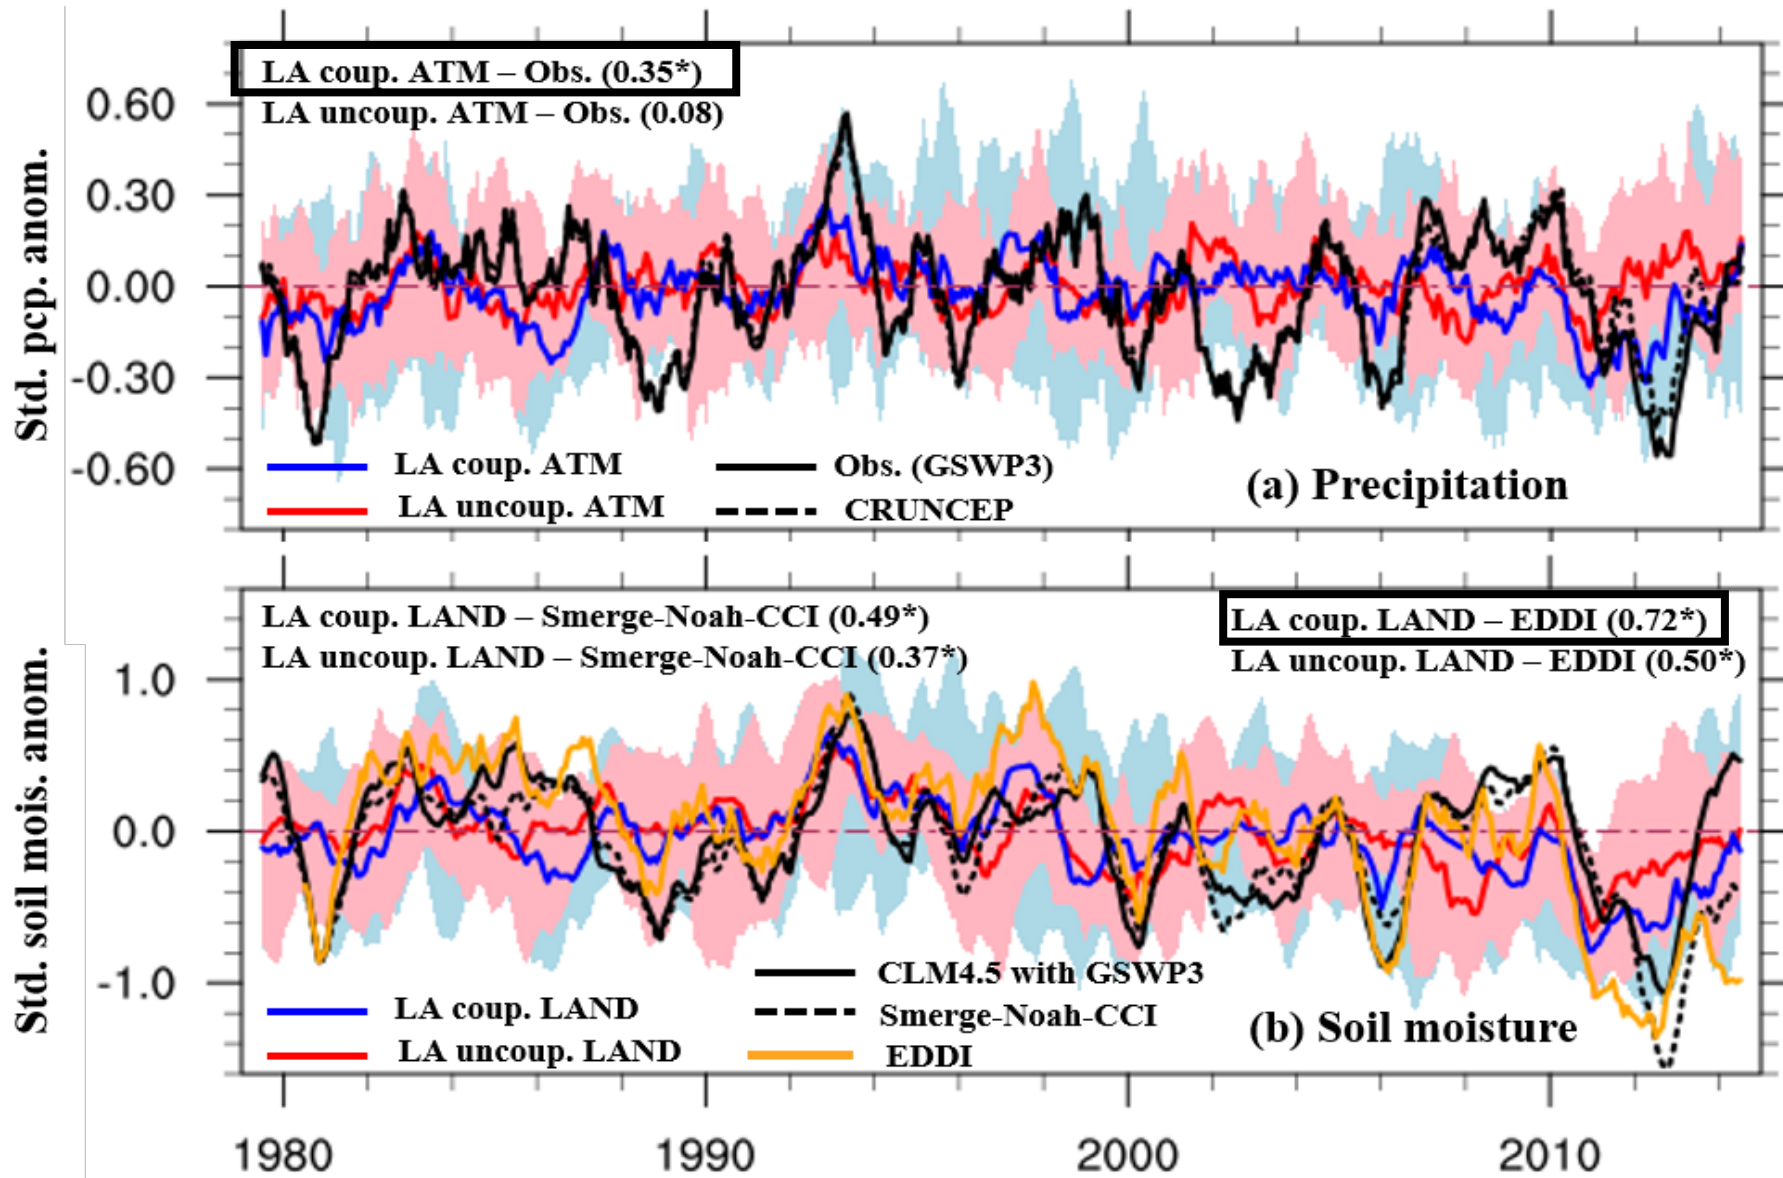 LA coup. ATM – Obs. (0.35*)
LA uncoup. ATM – Obs. (0.08)
Std. pcp. anom.
0.60
0.30
0.00
-0.30
-0.60
LA coup. ATM
LA uncoup. ATM
Obs. (GSWP3)
CRUNCEP
(a) Precipitation
LA coup. LAND – Smerge-Noah-CCI (0.49*)
LA uncoup. LAND – Smerge-Noah-CCI (0.37*)
LA coup. LAND – EDDI (0.72*)
LA uncoup. LAND – EDDI (0.50*)
Std. soil mois. anom.
1.0
0.0
-1.0
LA coup. LAND
LA uncoup. LAND
CLM4.5 with GSWP3
Smerge-Noah-CCI
EDDI
(b) Soil moisture
1980
1990
2000
2010